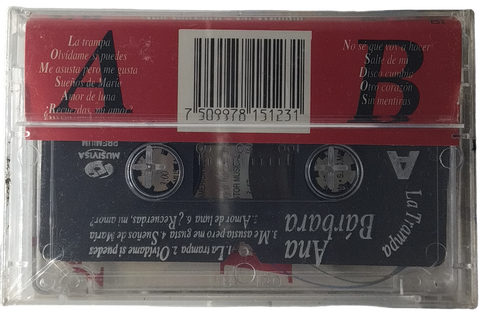 A
La trampa
Olvídame si puedes
Me asusta pero me gusta
Sueños de María
Amor de luna
¿Recuerdas, mi amor?
7 509978 151231
B
No sé que voy a hacer
Salte de mí
Disco cumbia
Otro corazón
Sin mentiras
MUSIVISA
PREMIUM
A
La Trampa
Ana
Bárbara
1. La trampa 2. Olvídame si puedes
3. Me asusta pero me gusta 4. Sueños de María
5. Amor de luna 6. ¿Recuerdas, mi amor?